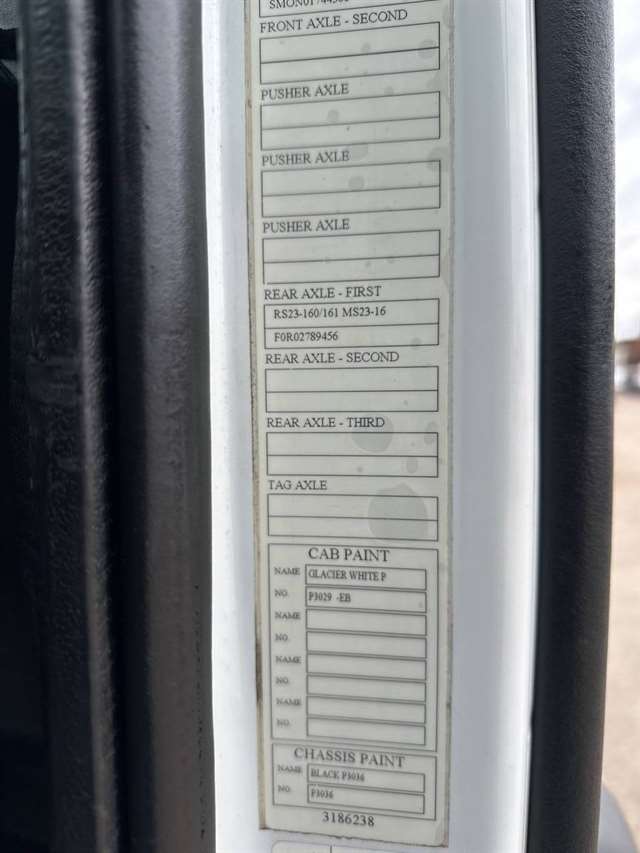 FRONT AXLE - SECOND
PUSHER AXLE
PUSHER AXLE
PUSHER AXLE
REAR AXLE - FIRST
RS23-160/161 MS23-16
F0R02789456
REAR AXLE - SECOND
REAR AXLE - THIRD
TAG AXLE
CAB PAINT
NAME GLACIER WHITE P
NO. P3029 -EB
NAME
NO.
NAME
NO.
NAME
NO.
CHASSIS PAINT
NAME BLACK P3036
NO. P3036
3186238